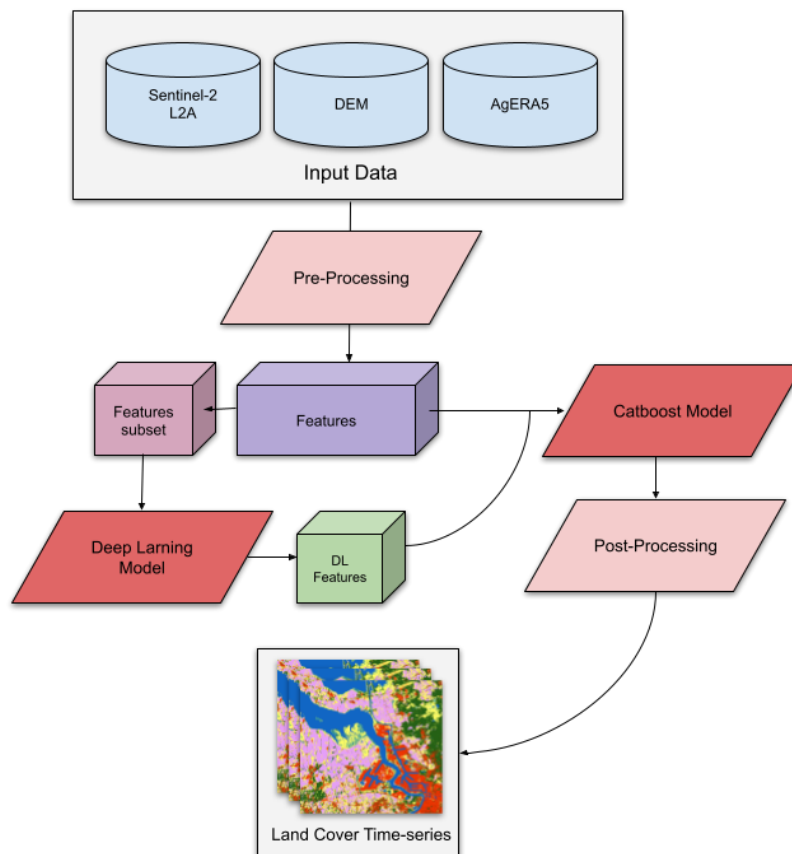 Sentinel-2
L2A
DEM
AgERA5
Input Data
Pre-Processing
Features
subset
Features
Catboost Model
Deep Larning
Model
DL
Features
Post-Processing
Land Cover Time-series